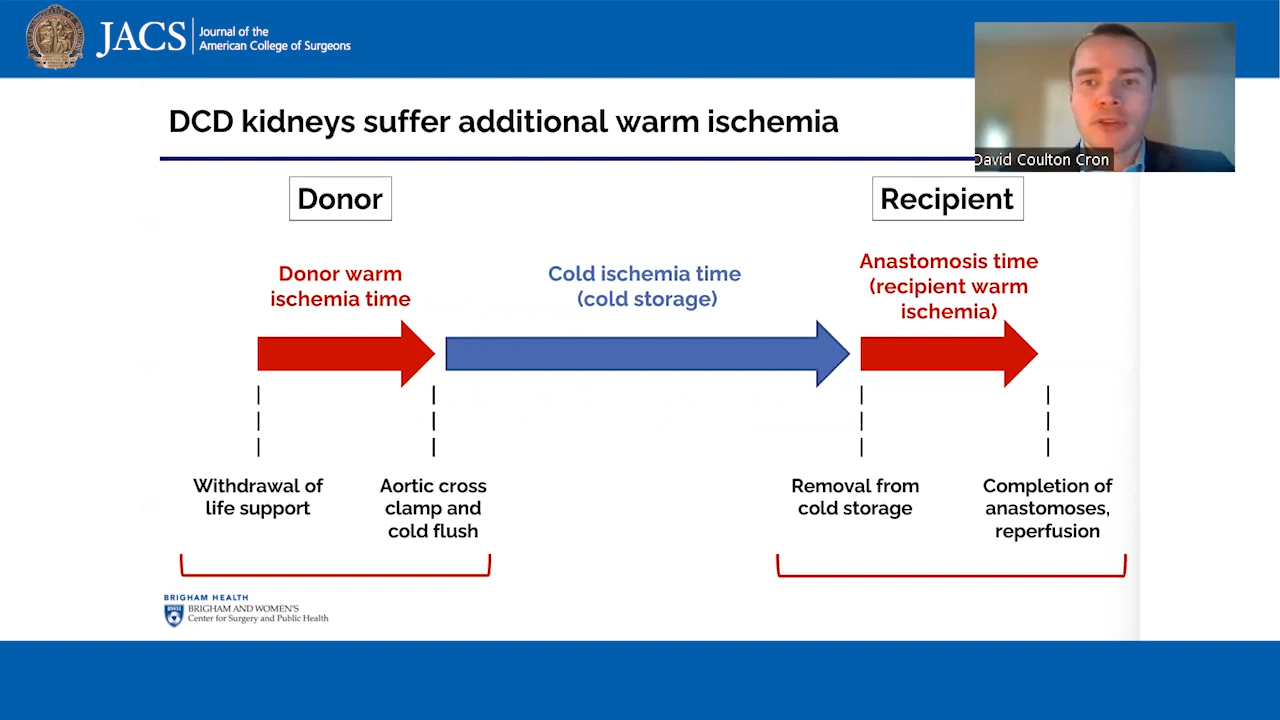 JACS
Journal of the
American College of Surgeons
David Coulton Cron
DCD kidneys suffer additional warm ischemia
Donor
Recipient
Donor warm
ischemia time
Cold ischemia time
(cold storage)
Anastomosis time
(recipient warm
ischemia)
Withdrawal of
life support
Aortic cross
clamp and
cold flush
Removal from
cold storage
Completion of
anastomoses,
reperfusion
BRIGHAM HEALTH
BWH
BRIGHAM AND WOMEN'S
Center for Surgery and Public Health